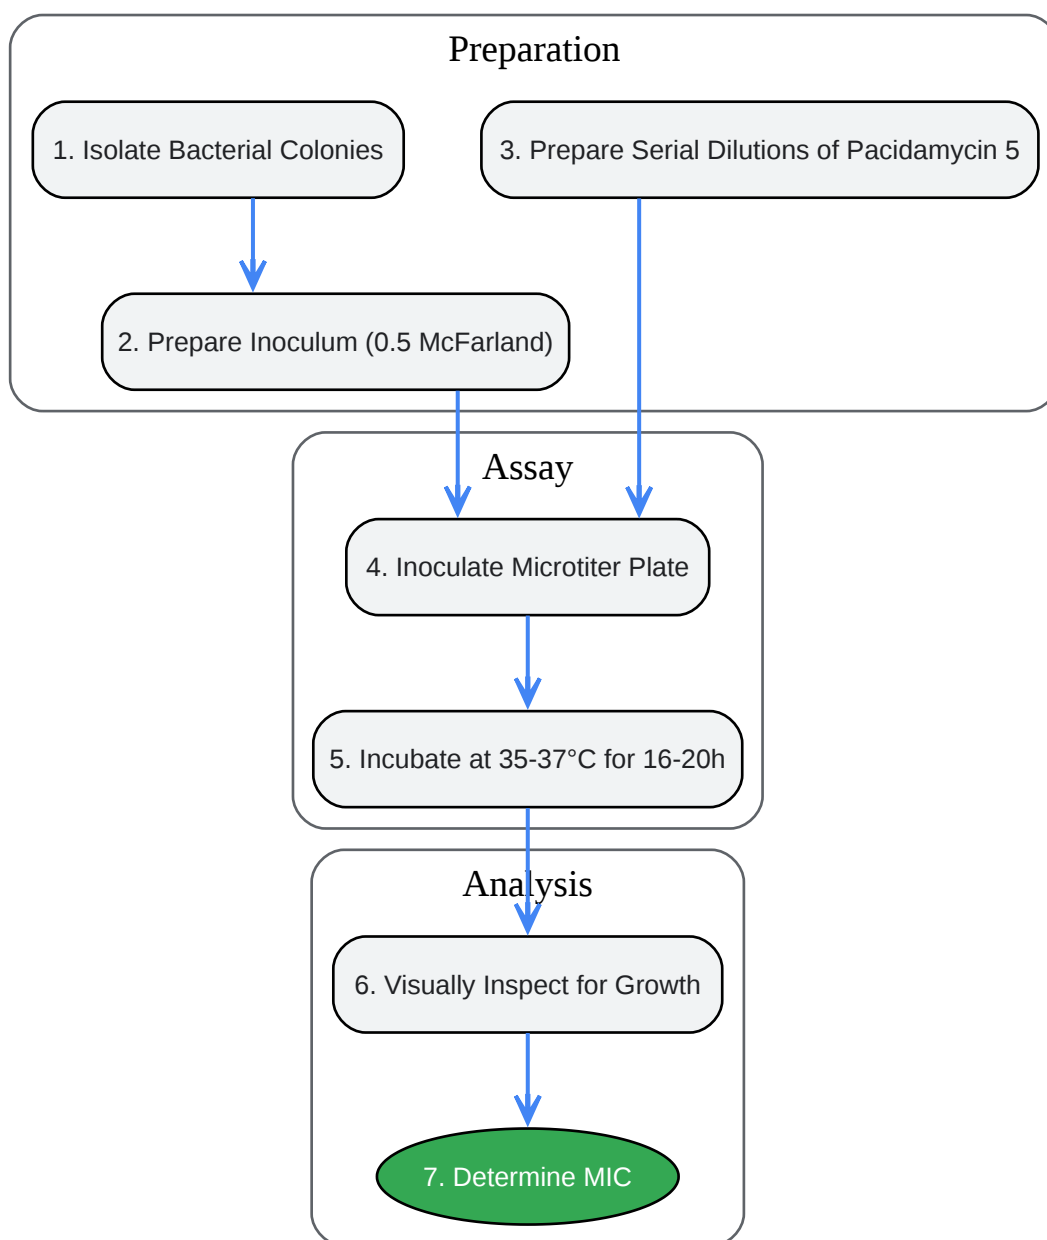 Preparation
1. Isolate Bacterial Colonies
3. Prepare Serial Dilutions of Pacidamycin 5
2. Prepare Inoculum (0.5 McFarland)
Assay
4. Inoculate Microtiter Plate
5. Incubate at 35-37°C for 16-20h
Analysis
6. Visually Inspect for Growth
7. Determine MIC